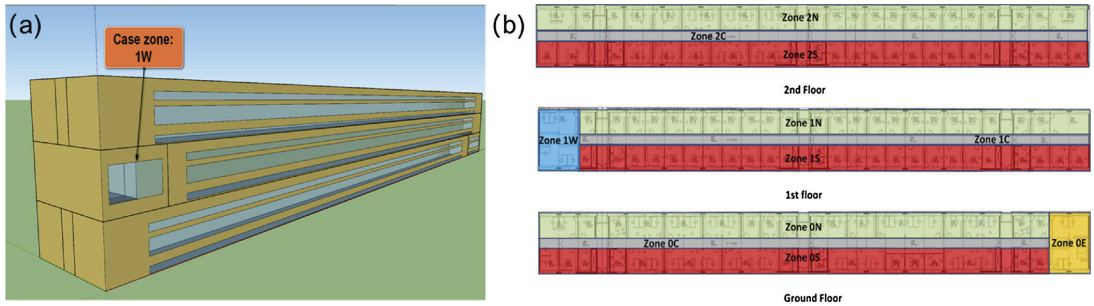 (a)
Case zone:
1W
(b)
Zone 2N
Zone 2C
Zone 2S
2nd Floor
Zone 1N
Zone 1W
Zone 1C
Zone 1S
1st floor
Zone 0N
Zone 0C
Zone 0E
Zone 0S
Ground Floor